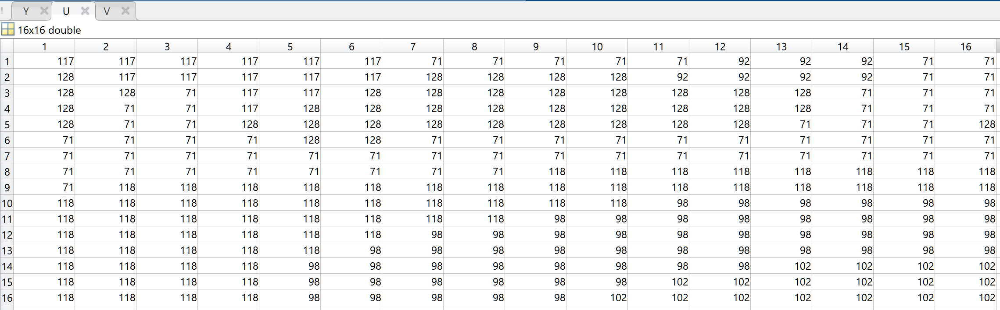 Y U V
16x16 double
1 2 3 4 5 6 7 8 9 10 11 12 13 14 15 16
1 117 117 117 117 117 117 71 71 71 71 71 92 92 92 71 71
2 128 117 117 117 117 117 128 128 128 128 92 92 92 92 71 71
3 128 128 71 117 117 128 128 128 128 128 128 128 128 71 71 71
4 128 71 71 117 128 128 128 128 128 128 128 128 128 71 71 71
5 128 71 71 128 128 128 128 128 128 128 128 128 71 71 71 128
6 71 71 71 71 128 128 71 71 71 71 71 71 71 71 71 71
7 71 71 71 71 71 71 71 71 71 71 71 71 71 71 71 71
8 71 71 71 71 71 71 71 71 118 118 118 118 118 118 118 118
9 71 118 118 118 118 118 118 118 118 118 118 118 118 118 118 118
10 118 118 118 118 118 118 118 118 118 118 98 98 98 98 98 98
11 118 118 118 118 118 118 118 118 98 98 98 98 98 98 98 98
12 118 118 118 118 118 118 98 98 98 98 98 98 98 98 98 98
13 118 118 118 118 118 98 98 98 98 98 98 98 98 98 98 98
14 118 118 118 118 98 98 98 98 98 98 98 98 102 102 102 102
15 118 118 118 118 98 98 98 98 98 98 102 102 102 102 102 102
16 118 118 118 118 98 98 98 98 98 102 102 102 102 102 102 102